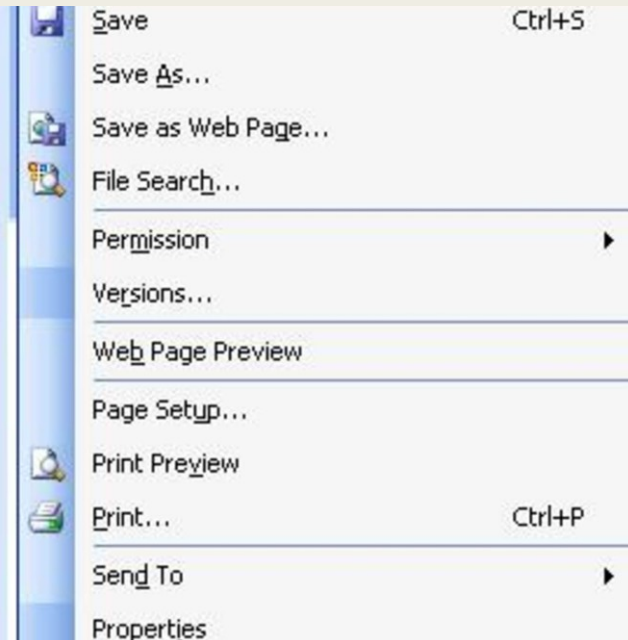 Save Ctrl+S
Save As...
Save as Web Page...
File Search...
Permission
Versions...
Web Page Preview
Page Setup...
Print Preview
Print... Ctrl+P
Send To
Properties